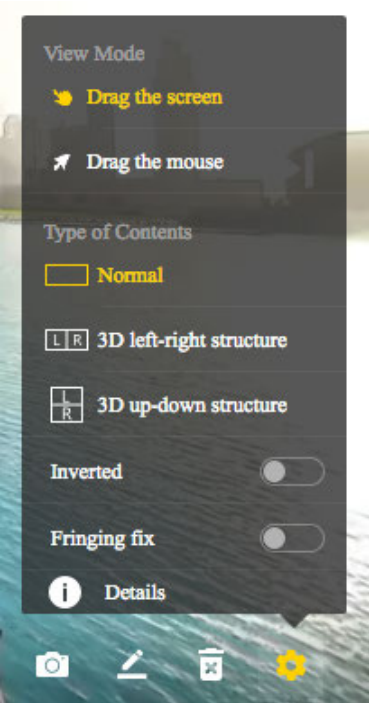 View Mode
Drag the screen
Drag the mouse
Type of Contents
Normal
L R 3D left-right structure
L
R
3D up-down structure
Inverted
Fringing fix
i Details